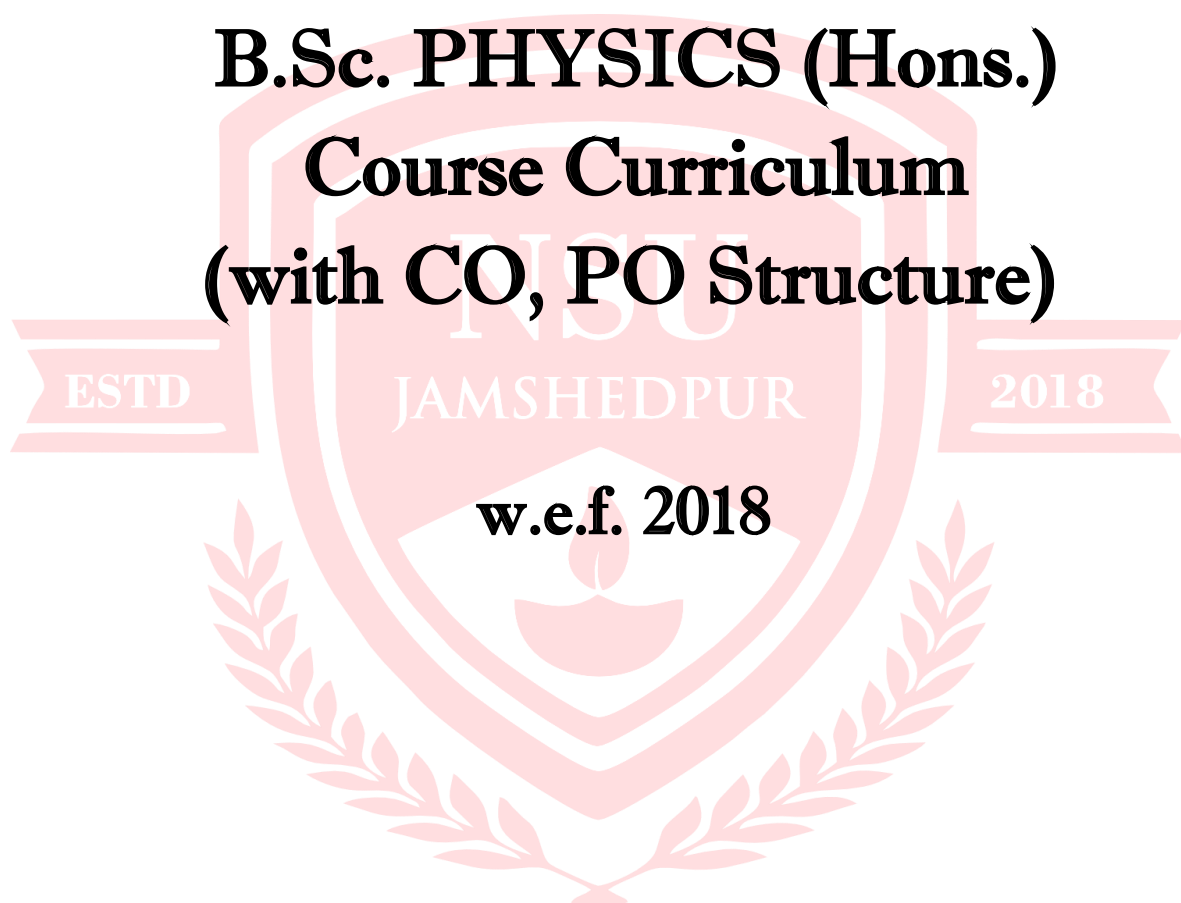 B.Sc. PHYSICS (Hons.)
Course Curriculum
(with CO, PO Structure)
NSU
ESTD
JAMSHEDPUR
2018
w.e.f. 2018